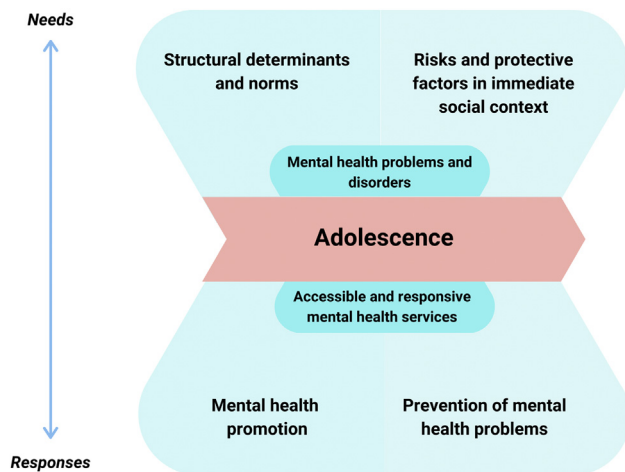 Needs
Structural determinants
and norms
Risks and protective
factors in immediate
social context
Mental health problems and
disorders
Adolescence
Accessible and responsive
mental health services
Mental health
promotion
Prevention of mental
health problems
Responses